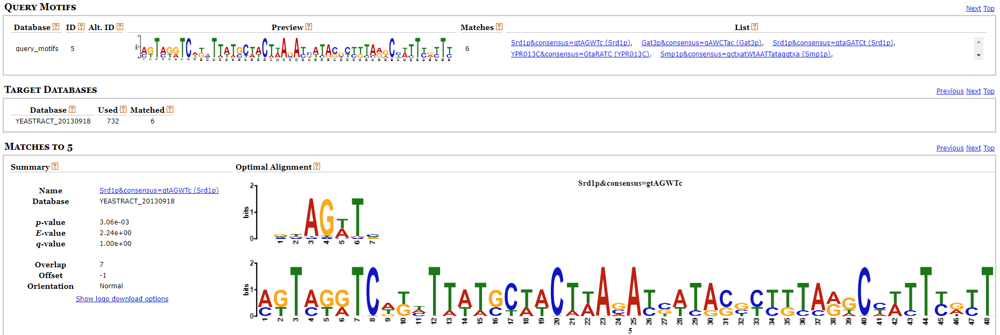 Query Motifs
Next Top
Database ? ID ? Alt. ID ? Preview ? Matches ? List ?
query_motifs 5 6 Srd1p&consensus=gtAGWTc (Srd1p), Gat3p&consensus=gAWCTac (Gat3p), Srd1p&consensus=gtaGATCt (Srd1p),
YPR013C&consensus=GtaRATC (YPR013C), Smp1p&consensus=gctxatWtAATTataggtxa (Smp1p),
Target Databases
Previous Next Top
Database ? Used ? Matched ?
YEASTRACT_20130918 732 6
Matches to 5
Previous Next Top
Summary ? Optimal Alignment ?
Srd1p&consensus=gtAGWTc
Name Srd1p&consensus=gtAGWTc (Srd1p)
Database YEASTRACT_20130918
p-value 3.06e-03
E-value 2.24e+00
q-value 1.00e+00
Overlap 7
Offset -1
Orientation Normal
Show logo download options
2
bits
1
0
1 2 3 4 5 6 7
2
bits
1
0
1 2 3 4 5 6 7 8 9 10 11 12 13 14 15 16 17 18 19 20 21 22 23 24 25 26 27 28 29 30 31 32 33 34 35 36 37 38 39 40 41 42 43 44 45 46 47 48
5